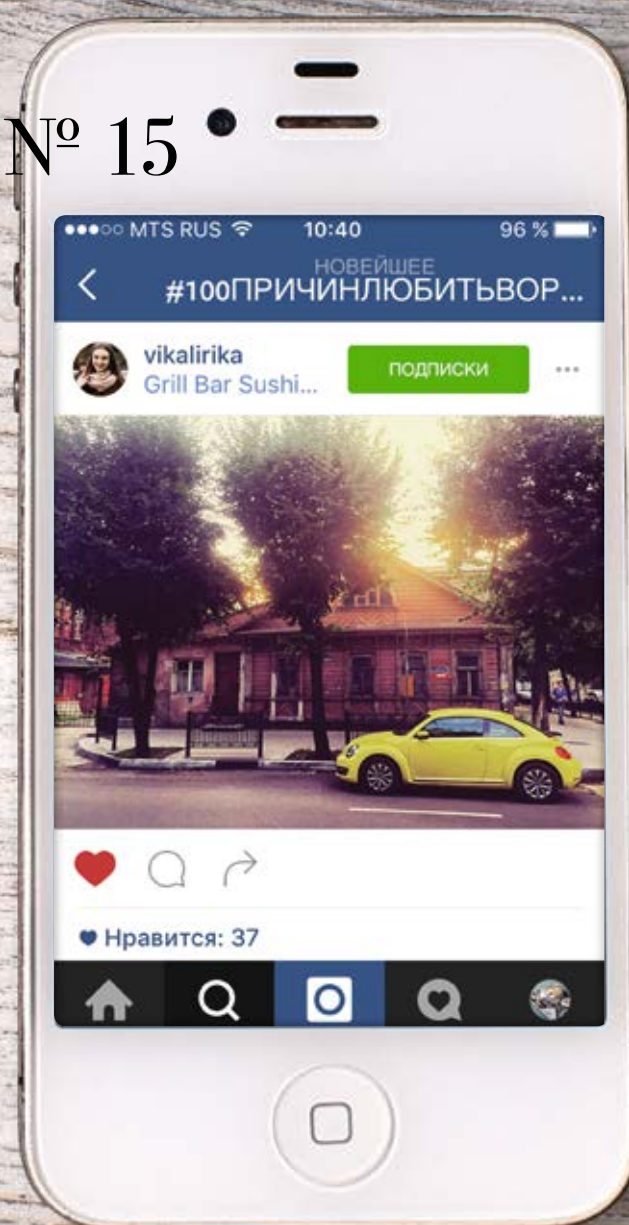 № 15
MTS RUS 10:40 96 %
НОВЕЙШЕЕ
#100ПРИЧИНЛЮБИТЬВОР...
vikalirika
Grill Bar Sushi...
ПОДПИСКИ
Нравится: 37